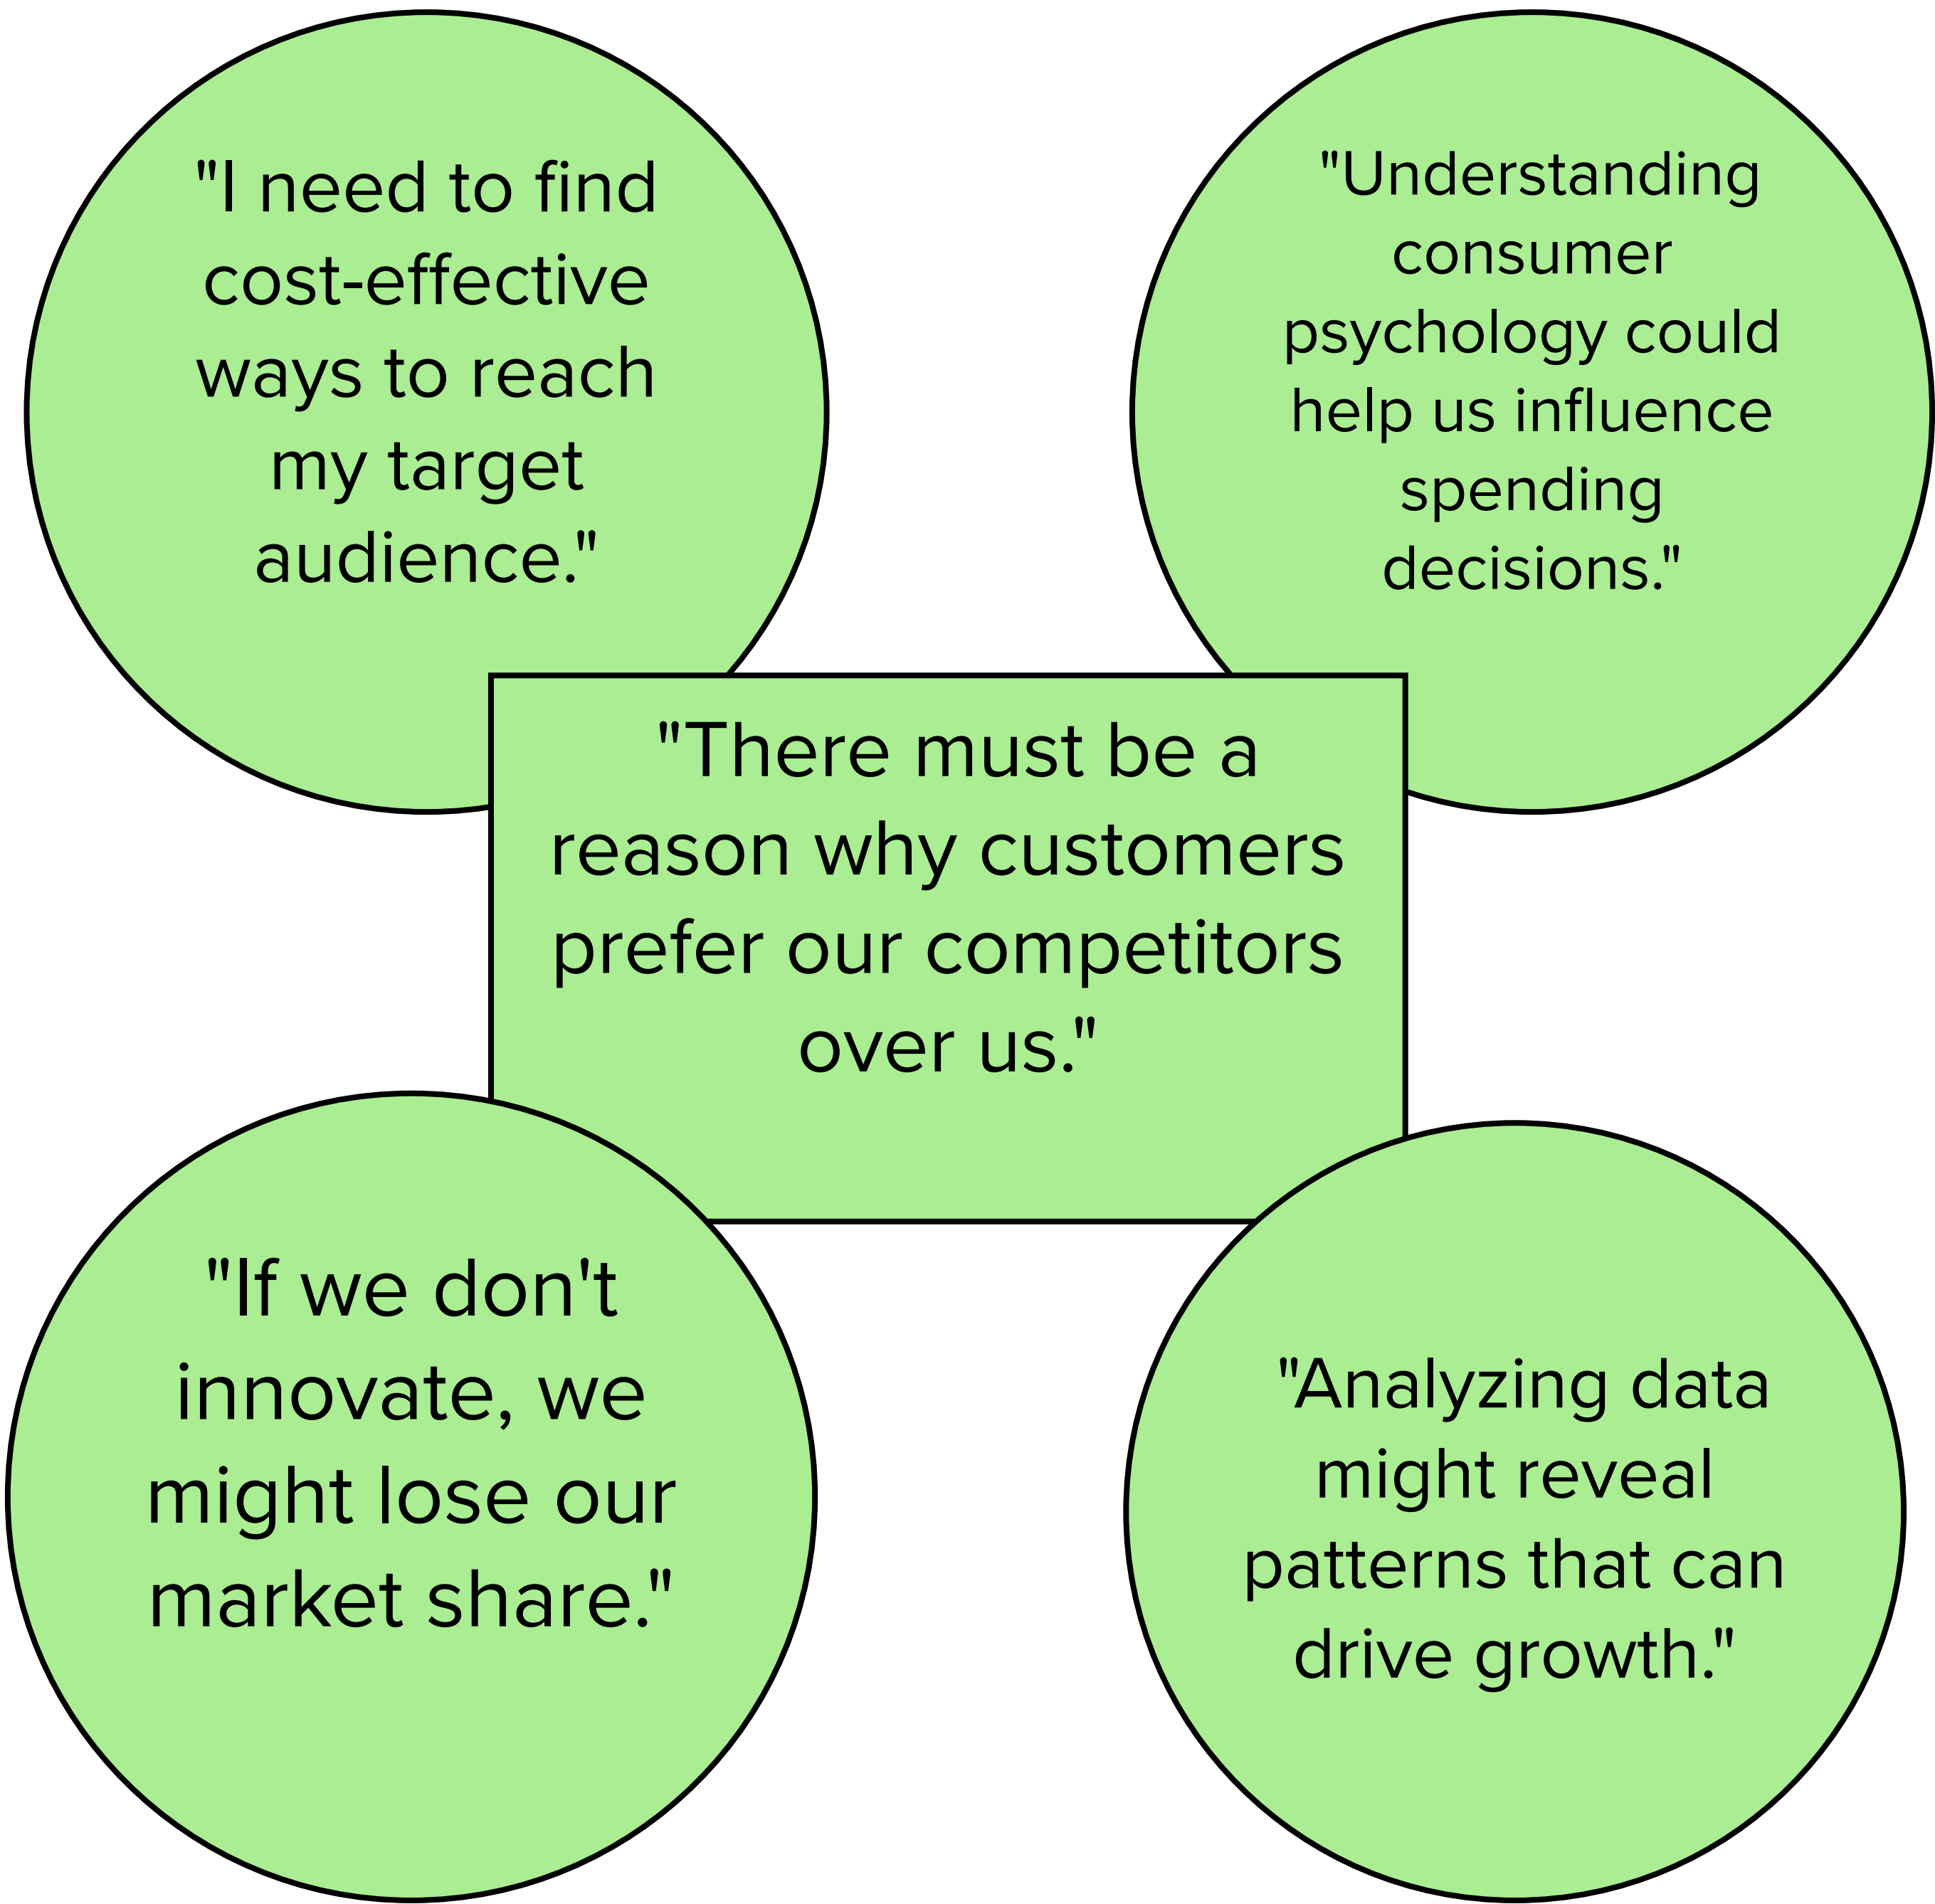 "I need to find
cost-effective
ways to reach
my target
audience."
"Understanding
consumer
psychology could
help us influence
spending
decisions."
"There must be a
reason why customers
prefer our competitors
over us."
"If we don't
innovate, we
might lose our
market share."
"Analyzing data
might reveal
patterns that can
drive growth."